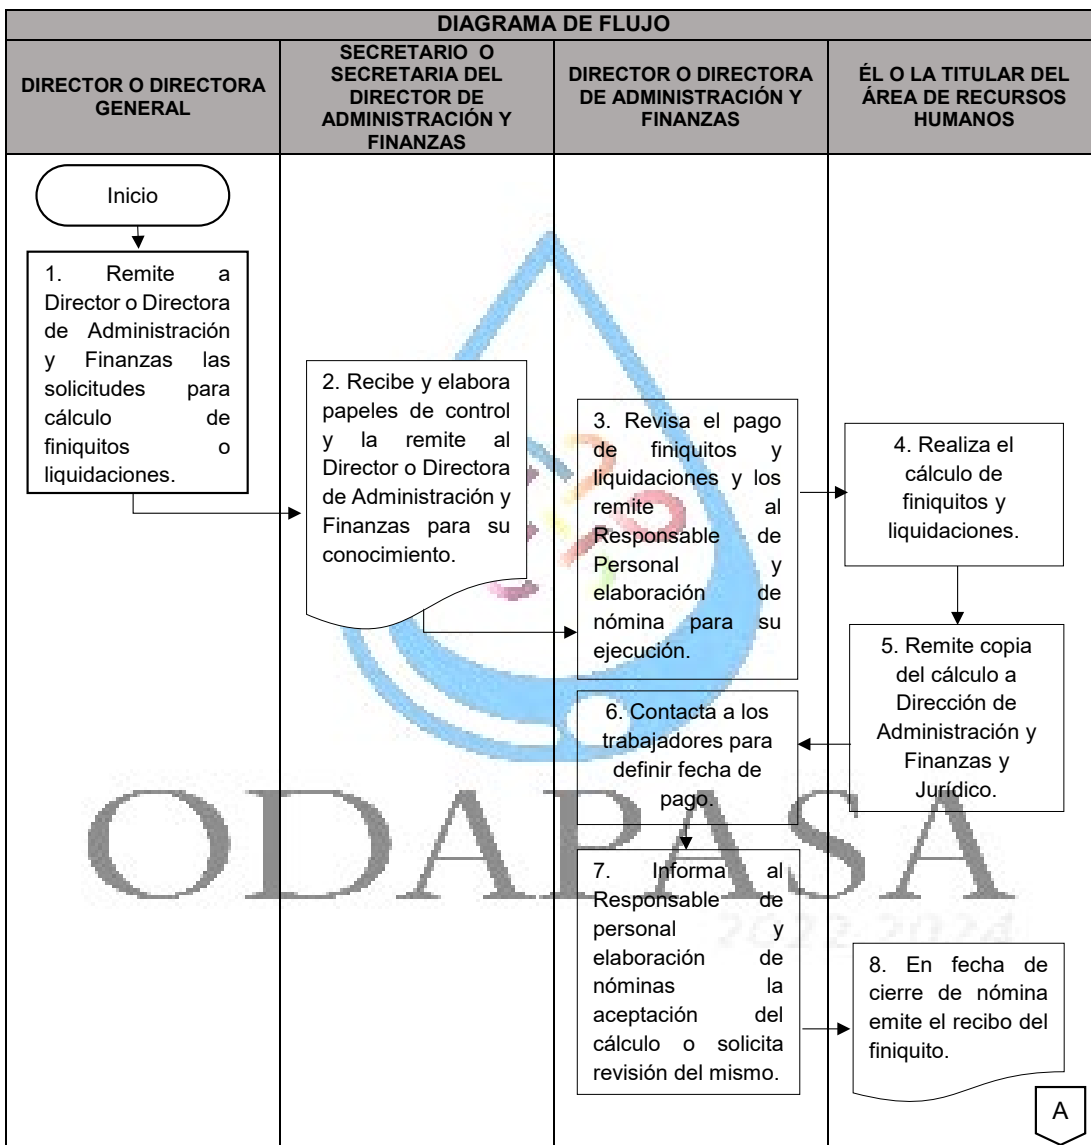 DIAGRAMA DE FLUJO
DIRECTOR O DIRECTORA
GENERAL
SECRETARIO O
SECRETARIA DEL
DIRECTOR DE
ADMINISTRACIÓN Y
FINANZAS
DIRECTOR O DIRECTORA
DE ADMINISTRACIÓN Y
FINANZAS
ÉL O LA TITULAR DEL
ÁREA DE RECURSOS
HUMANOS
Inicio
1. Remite a
Director o Directora
de Administración
y Finanzas las
solicitudes para
cálculo de
finiquitos o
liquidaciones.
2. Recibe y elabora
papeles de control
y la remite al
Director o Directora
de Administración y
Finanzas para su
conocimiento.
3. Revisa el pago
de finiquitos y
liquidaciones y los
remite al
Responsable de
Personal y
elaboración de
nómina para su
ejecución.
4. Realiza el
cálculo de
finiquitos y
liquidaciones.
5. Remite copia
del cálculo a
Dirección de
Administración y
Finanzas y
Jurídico.
6. Contacta a los
trabajadores para
definir fecha de
pago.
7. Informa al
Responsable de
personal y
elaboración de
nóminas la
aceptación del
cálculo o solicita
revisión del mismo.
8. En fecha de
cierre de nómina
emite el recibo del
finiquito.
A
ODAPASA
2022-2024